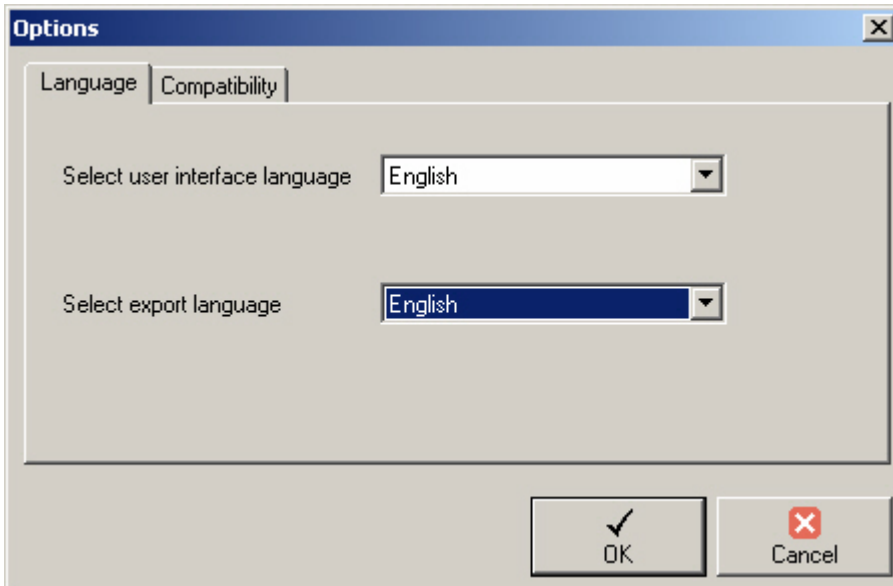 Options
Language Compatibility
Select user interface language English
Select export language English
OK Cancel